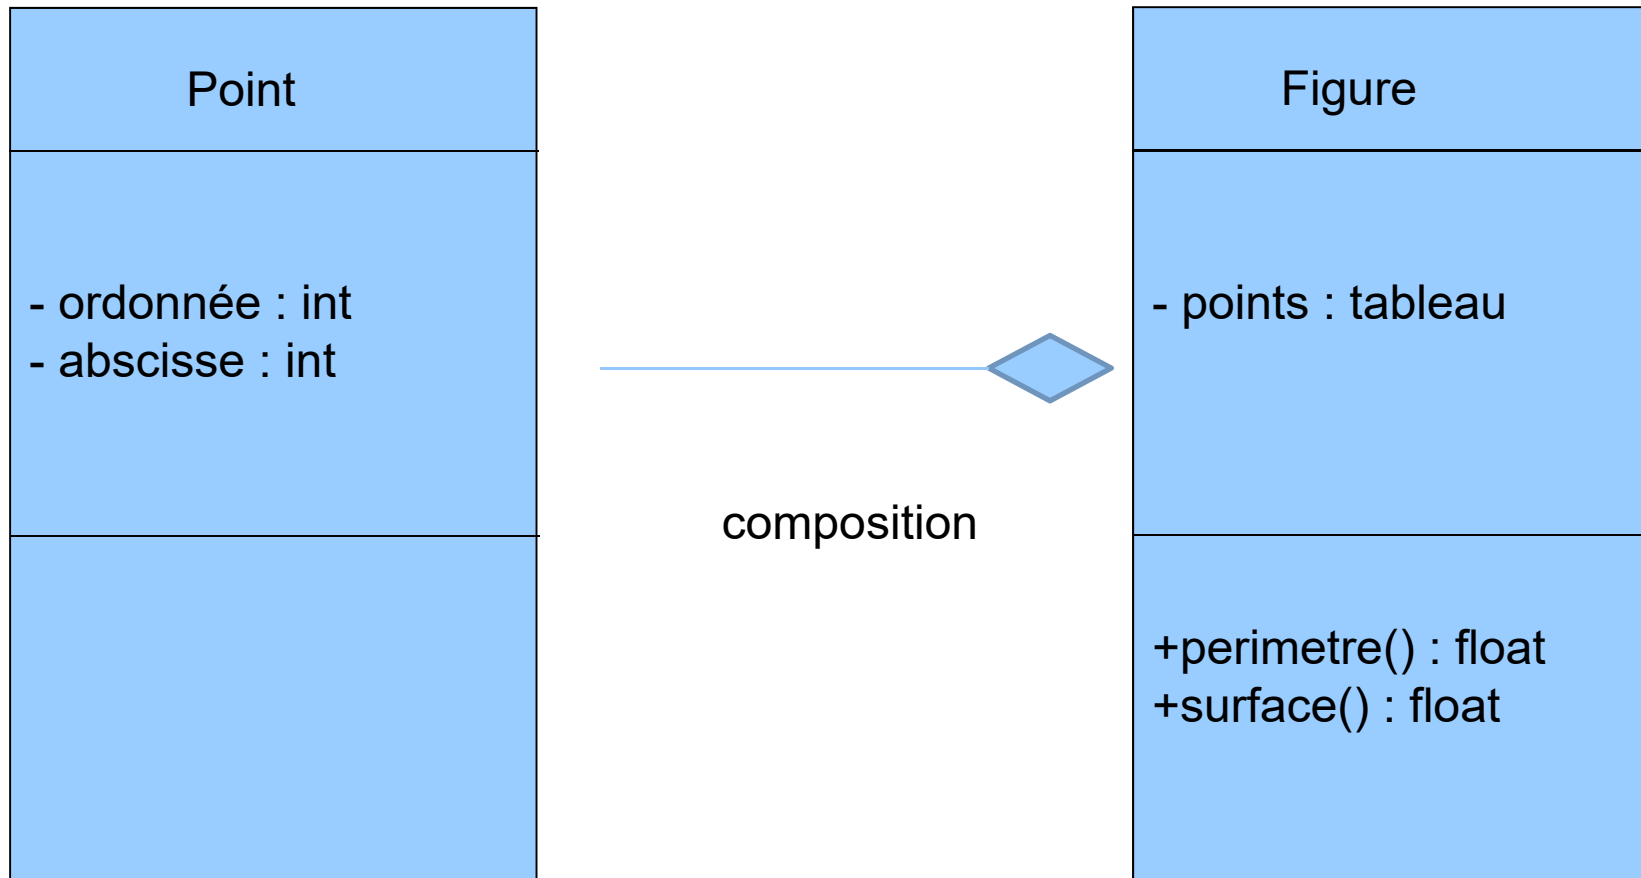 Point
- ordonnée : int
- abscisse : int
composition
Figure
- points : tableau
+perimetre() : float
+surface() : float